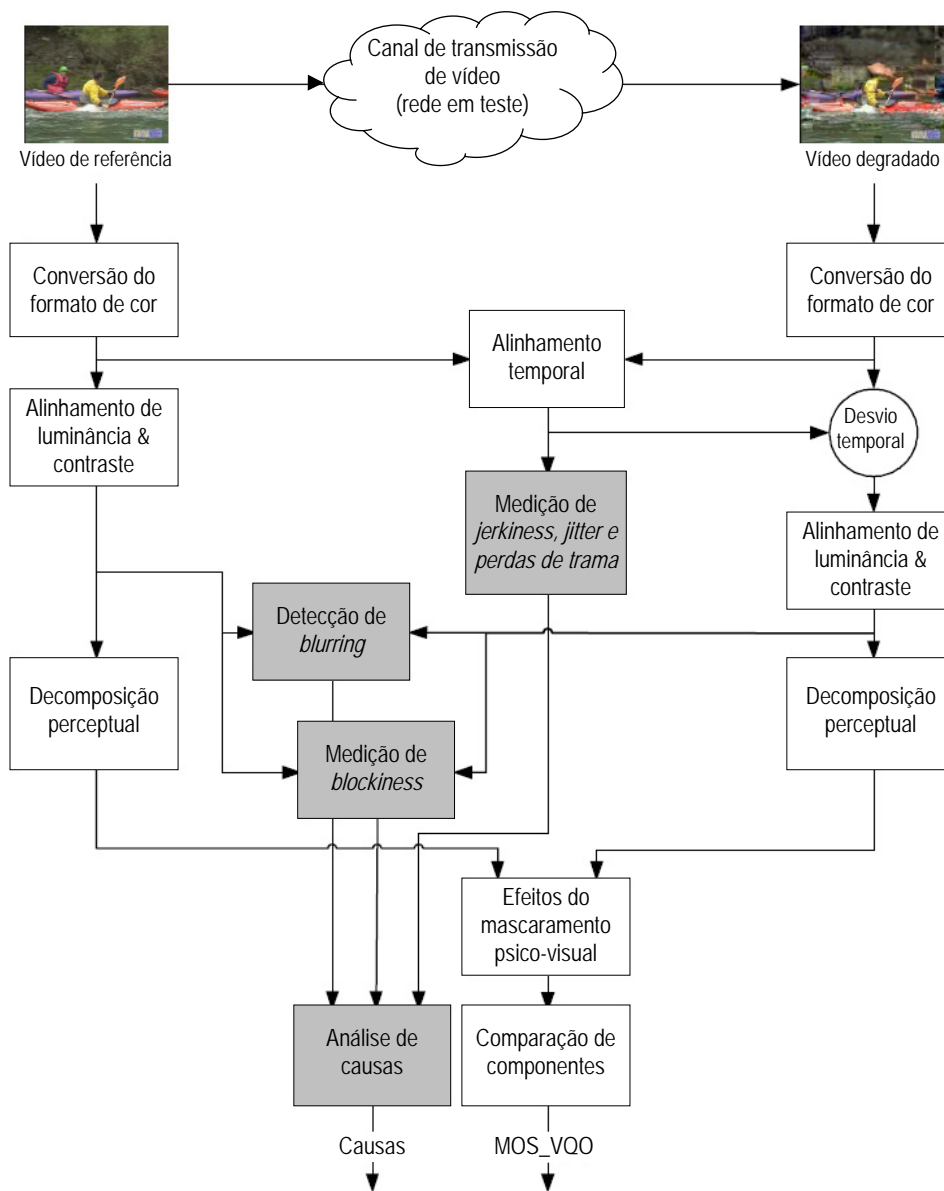 Canal de transmissão
de vídeo
(rede em teste)
Vídeo de referência
Vídeo degradado
Conversão do
formato de cor
Conversão do
formato de cor
Alinhamento
temporal
Alinhamento de
luminância &
contraste
Desvio
temporal
Medição de
jerkiness, jitter e
perdas de trama
Alinhamento de
luminância &
contraste
Detecção de
blurring
Decomposição
perceptual
Decomposição
perceptual
Medição de
blockiness
Efeitos do
mascaramento
psico-visual
Análise de
causas
Comparação de
componentes
Causas
MOS_VQO